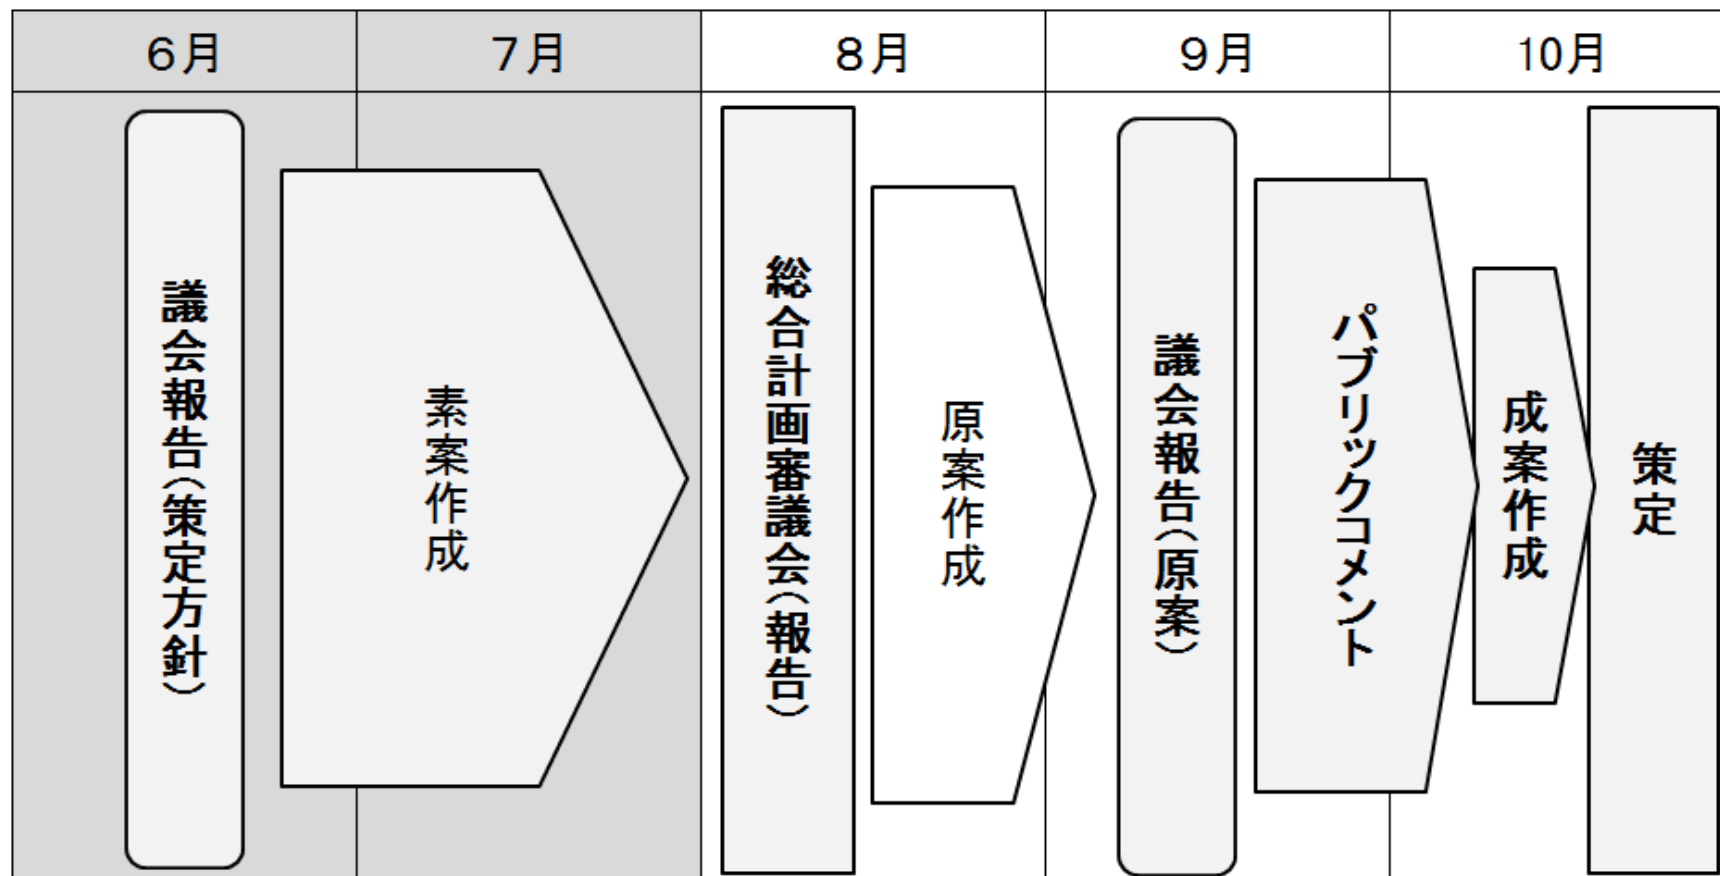 ６月
７月
８月
９月
10月
議会報告（策定方針）
素案作成
総合計画審議会（報告）
原案作成
議会報告（原案）
パブリックコメント
成案作成
策定